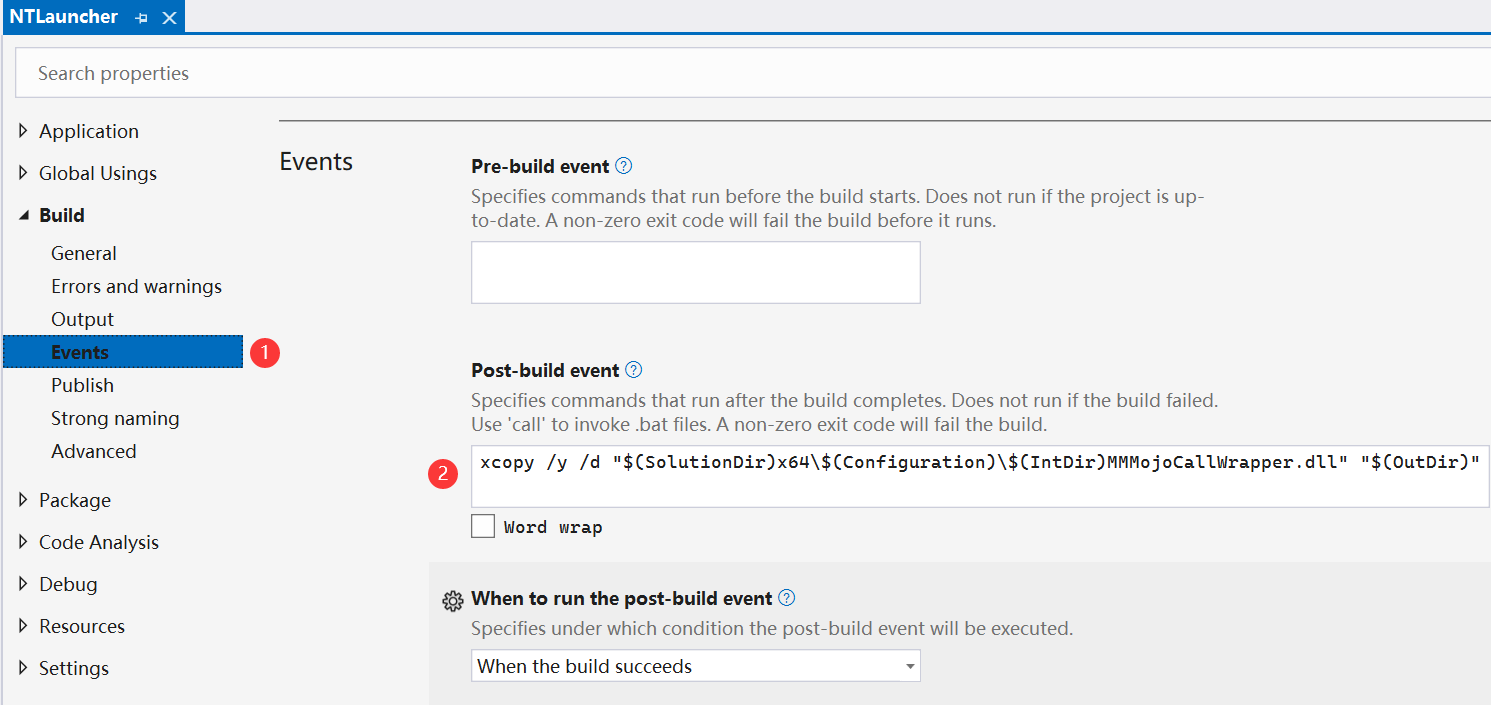 NTLauncher
Search properties
Application
Global Usings
Build
General
Errors and warnings
Output
Events
1
Publish
Strong naming
Advanced
Package
Code Analysis
Debug
Resources
Settings
Events
Pre-build event ?
Specifies commands that run before the build starts. Does not run if the project is up-
to-date. A non-zero exit code will fail the build before it runs.
Post-build event ?
Specifies commands that run after the build completes. Does not run if the build failed.
Use 'call' to invoke .bat files. A non-zero exit code will fail the build.
2
xcopy /y /d "$(SolutionDir)x64\$(Configuration)\$(IntDir)MMMojoCallWrapper.dll" "$(OutDir)"
Word wrap
When to run the post-build event ?
Specifies under which condition the post-build event will be executed.
When the build succeeds